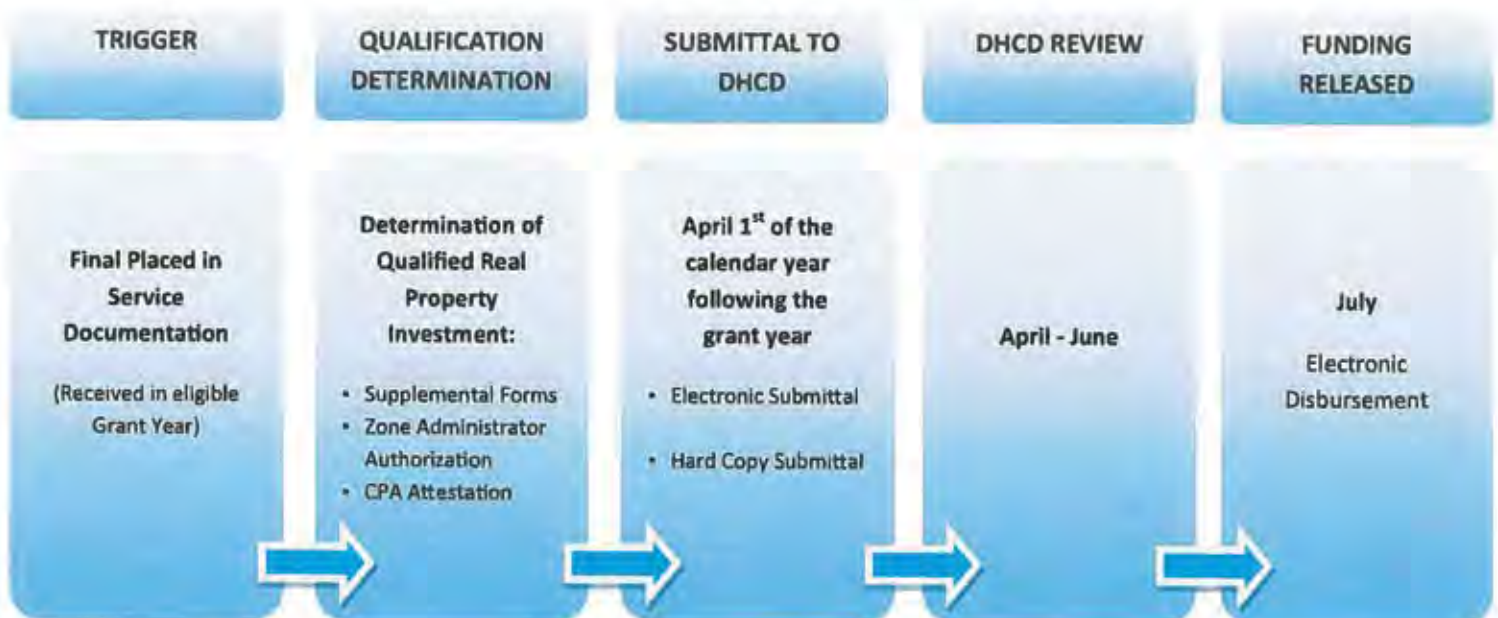 TRIGGER
QUALIFICATION
DETERMINATION
SUBMITTAL TO
DHCD
DHCD REVIEW
FUNDING
RELEASED
Final Placed in
Service
Documentation
(Received in eligible
Grant Year)
Determination of
Qualified Real
Property
Investment:
• Supplemental Forms
• Zone Administrator
Authorization
• CPA Attestation
April 1st of the
calendar year
following the
grant year
• Electronic Submittal
• Hard Copy Submittal
April - June
July
Electronic
Disbursement